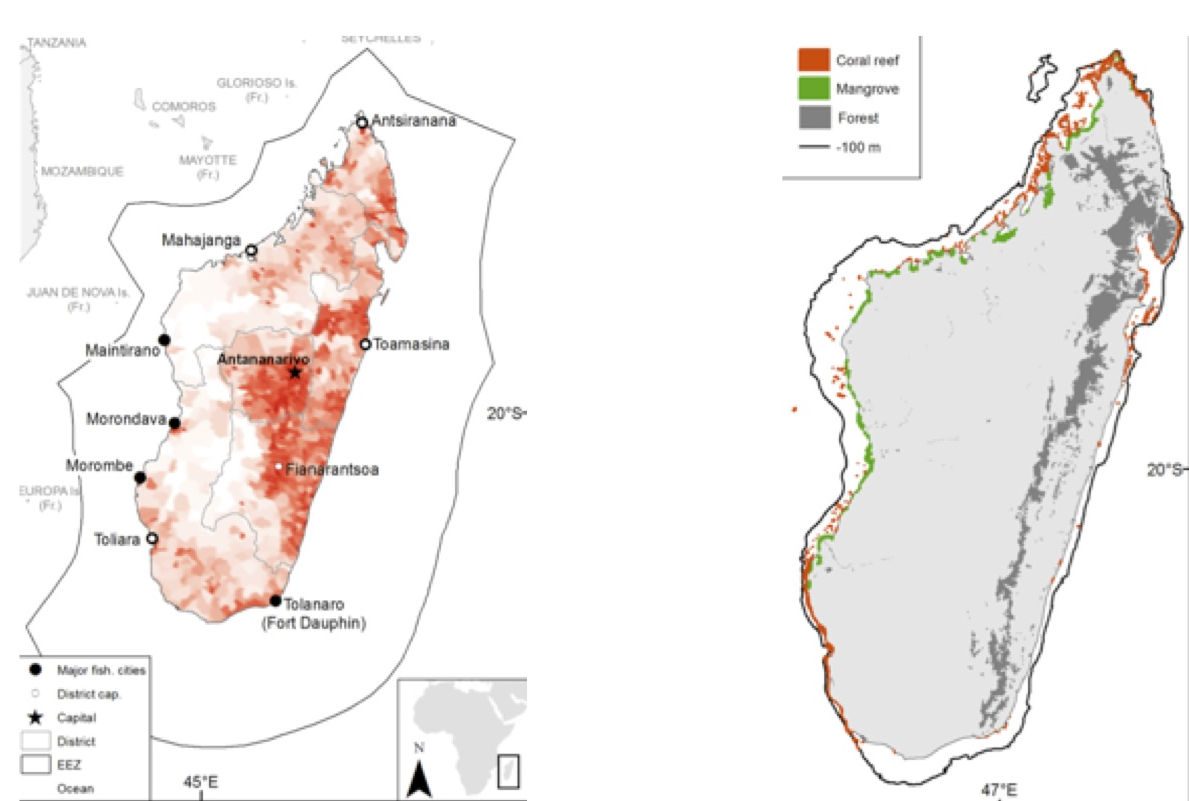 TANZANIA
SEYCHELLES
GLORIOSO Is.
(Fr.)
COMOROS
Antsiranana
MAYOTTE
(Fr.)
MOZAMBIQUE
Mahajanga
JUAN DE NOVA Is.
(Fr.)
Maintirano
Toamasina
Antananarivo
Morondava
20°S
Morombe
Fianarantsoa
EUROPA Is
(Fr.)
Toliara
Tolanaro
(Fort Dauphin)
Major fish. cities
District cap.
Capital
District
EEZ
Ocean
N
45°E
Coral reef
Mangrove
Forest
-100 m
20°S
47°E